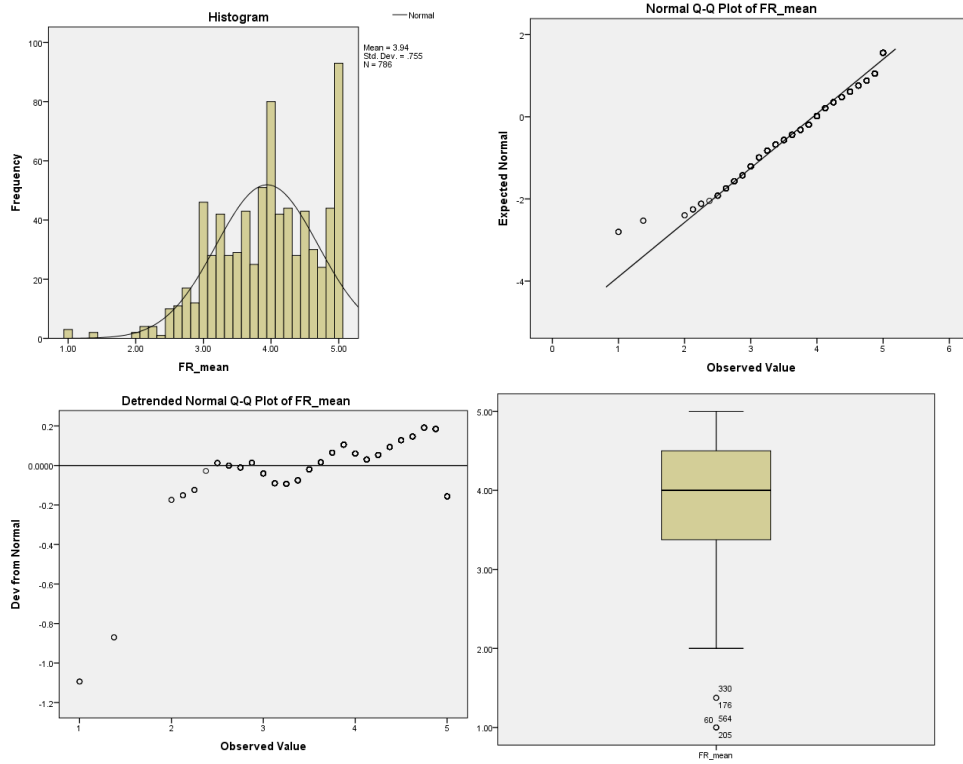 Histogram
Normal
Mean = 3.94
Std. Dev. = .755
N = 786
100
80
60
40
20
0
Frequency
1.00 2.00 3.00 4.00 5.00
FR_mean
Normal Q-Q Plot of FR_mean
2
0
-2
-4
Expected Normal
0 1 2 3 4 5 6
Observed Value
Detrended Normal Q-Q Plot of FR_mean
0.2
0.0000
-0.2
-0.4
-0.6
-0.8
-1.0
-1.2
Dev from Normal
1 2 3 4 5
Observed Value
5.00
4.00
3.00
2.00
1.00
330
176
60 564
205
FR_mean